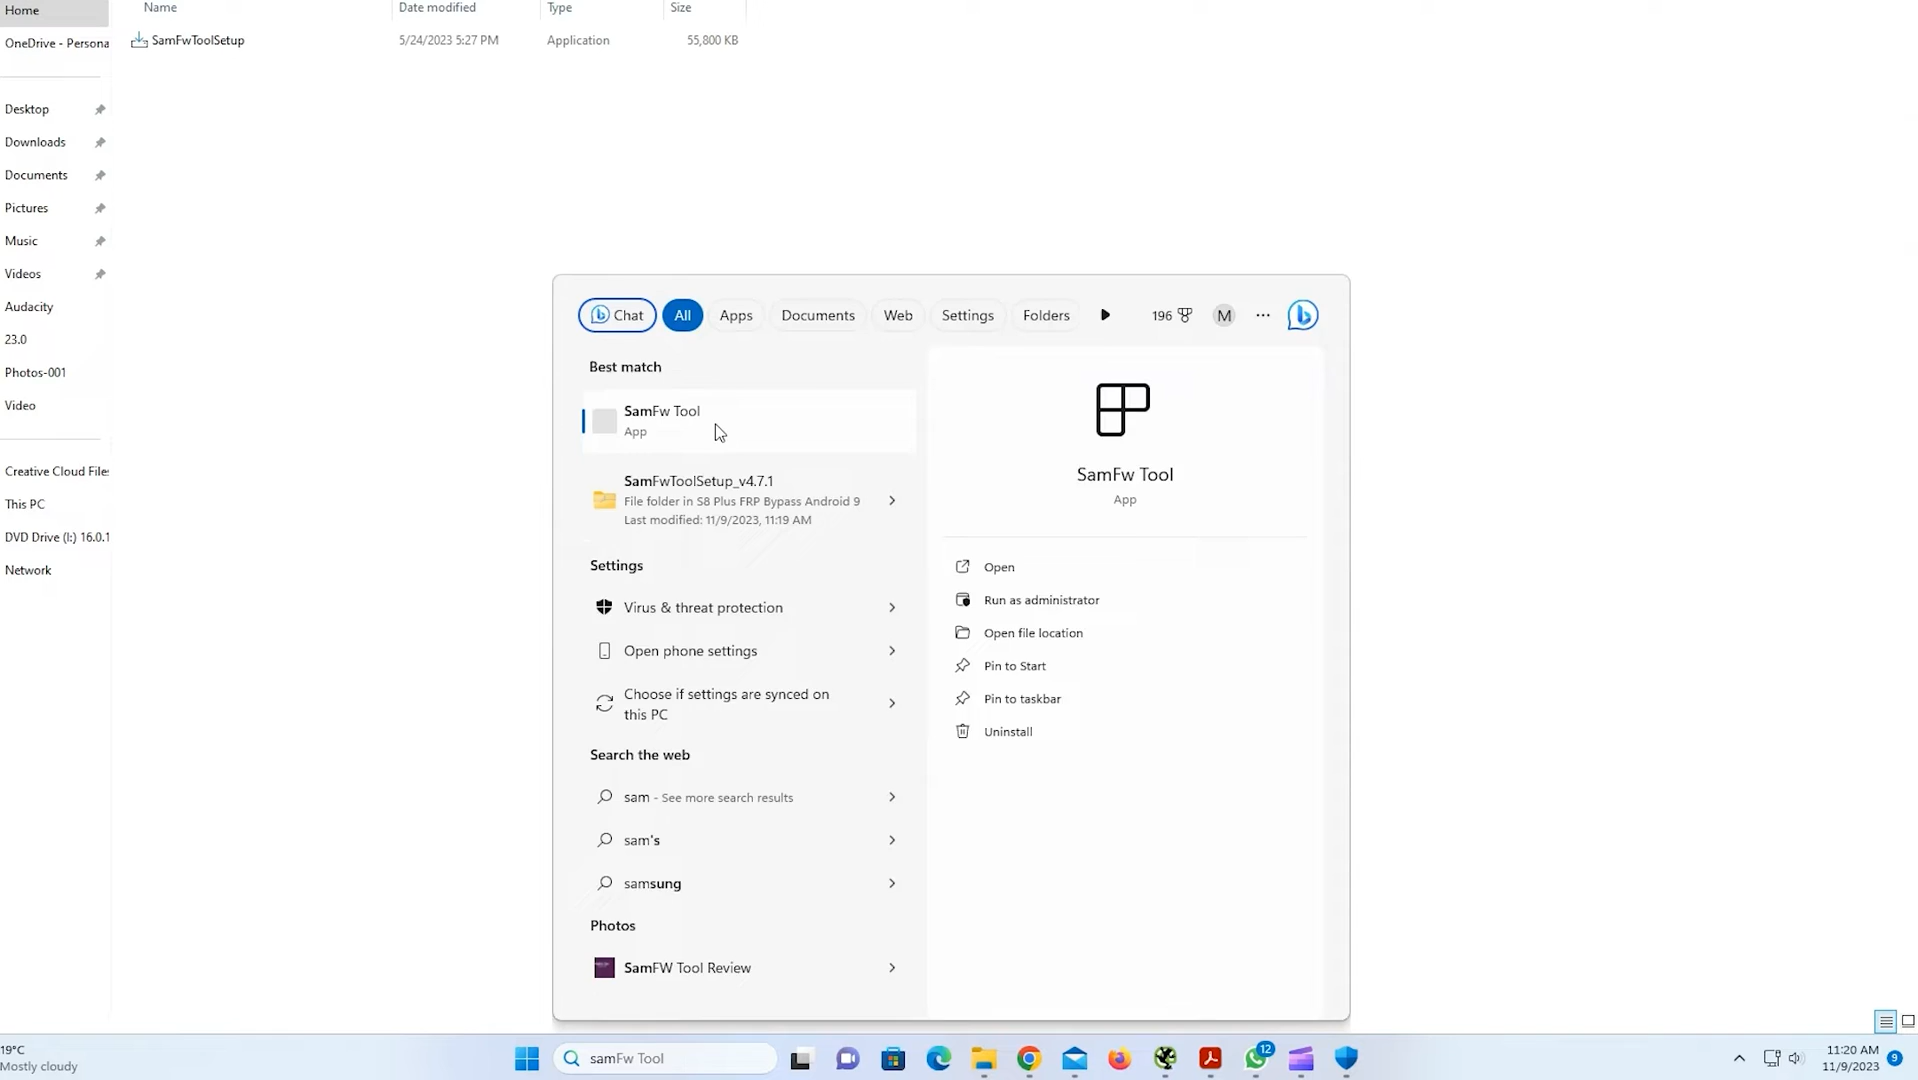 Home
Name Date modified Type Size
OneDrive - Persona
SamFwToolSetup 5/24/2023 5:27 PM Application 55,800 KB
Desktop
Downloads
Documents
Pictures
Music
Videos
Audacity
23.0
Photos-001
Video
Creative Cloud Files
This PC
DVD Drive (I:) 16.0.1
Network
Chat All Apps Documents Web Settings Folders 196 M ...
Best match
SamFw Tool
App
SamFwToolSetup_v4.7.1
File folder in S8 Plus FRP Bypass Android 9
Last modified: 11/9/2023, 11:19 AM
Settings
Virus & threat protection
Open phone settings
Choose if settings are synced on
this PC
Search the web
sam - See more search results
sam's
samsung
Photos
SamFW Tool Review
SamFw Tool
App
Open
Run as administrator
Open file location
Pin to Start
Pin to taskbar
Uninstall
19°C
Mostly cloudy
samFw Tool
12
11:20 AM
11/9/2023
9